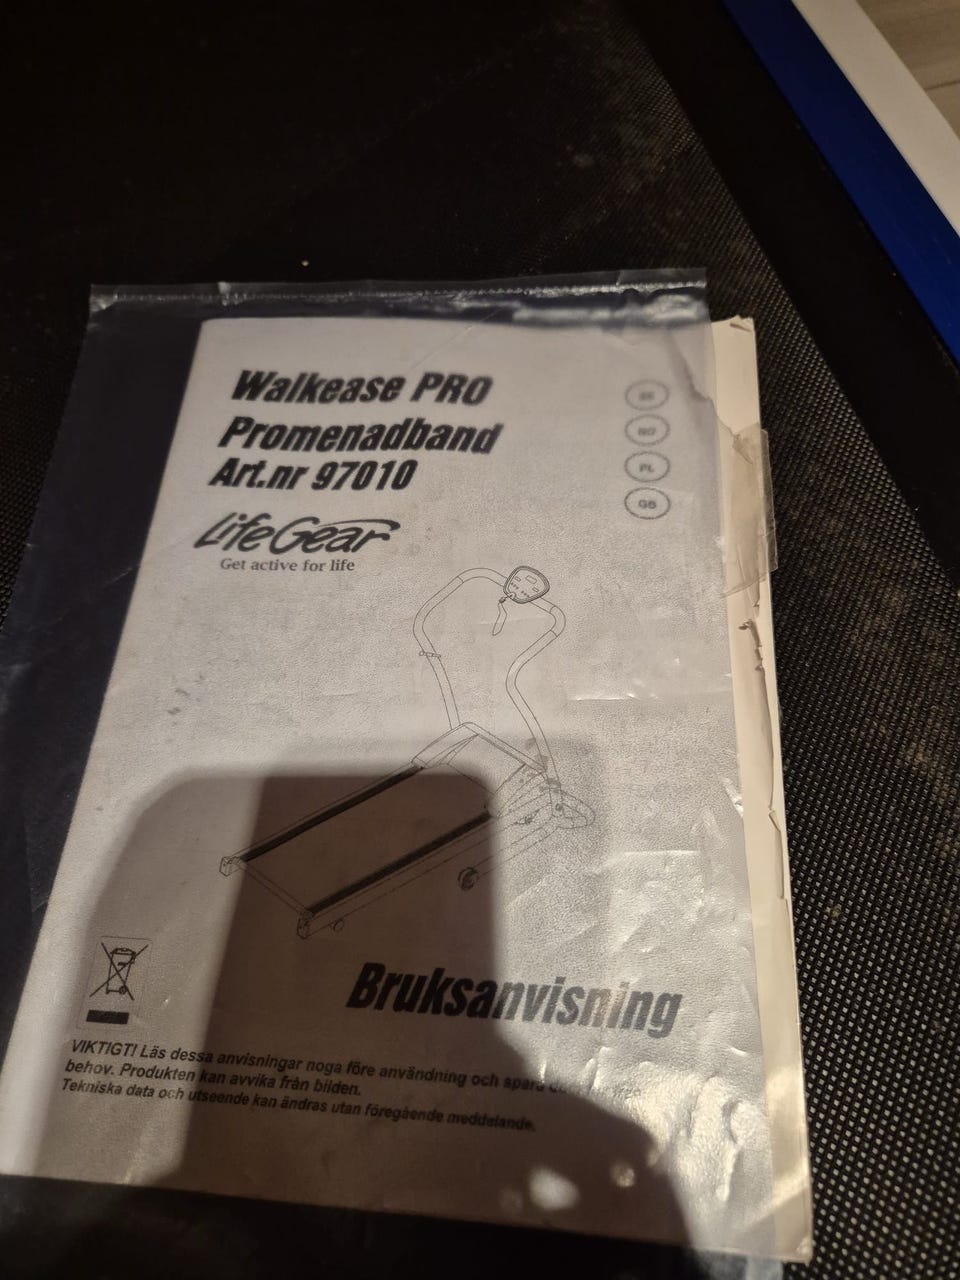 Walkease PRO
Promenadband
Art.nr 97010
LifeGear
Get active for life
SE
NO
PL
GB
Bruksanvisning
VIKTIGT! Läs dessa anvisningar noga före användning och spara
behov. Produkten kan avvika från bilden.
Tekniska data och utseende kan ändras utan föregående meddelande.